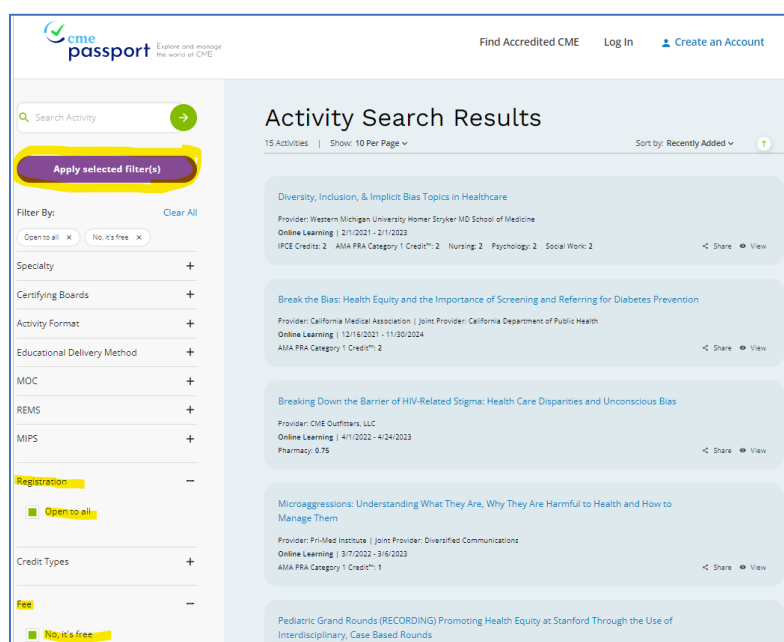 cme
passport
Explore and manage
the world of CME
Find Accredited CME Log In Create an Account
Search Activity
Apply selected filter(s)
Filter By: Clear All
Open to all x No, it's free x
Specialty +
Certifying Boards +
Activity Format +
Educational Delivery Method +
MOC +
REMS +
MIPS +
Registration −
Open to all
Credit Types +
Fee −
No, it's free
Activity Search Results
15 Activities | Show: 10 Per Page Sort by: Recently Added
Diversity, Inclusion, & Implicit Bias Topics in Healthcare
Provider: Western Michigan University Homer Stryker MD School of Medicine
Online Learning | 2/1/2021 - 2/1/2023
IPCE Credits: 2 AMA PRA Category 1 Credit™: 2 Nursing: 2 Psychology: 2 Social Work: 2 Share View
Break the Bias: Health Equity and the Importance of Screening and Referring for Diabetes Prevention
Provider: California Medical Association | Joint Provider: California Department of Public Health
Online Learning | 12/16/2021 - 11/30/2024
AMA PRA Category 1 Credit™: 2 Share View
Breaking Down the Barrier of HIV-Related Stigma: Health Care Disparities and Unconscious Bias
Provider: CME Outfitters, LLC
Online Learning | 4/1/2022 - 4/24/2023
Pharmacy: 0.75 Share View
Microaggressions: Understanding What They Are, Why They Are Harmful to Health and How to
Manage Them
Provider: Pri-Med Institute | Joint Provider: Diversified Communications
Online Learning | 3/7/2022 - 3/6/2023
AMA PRA Category 1 Credit™: 1 Share View
Pediatric Grand Rounds (RECORDING) Promoting Health Equity at Stanford Through the Use of
Interdisciplinary, Case Based Rounds